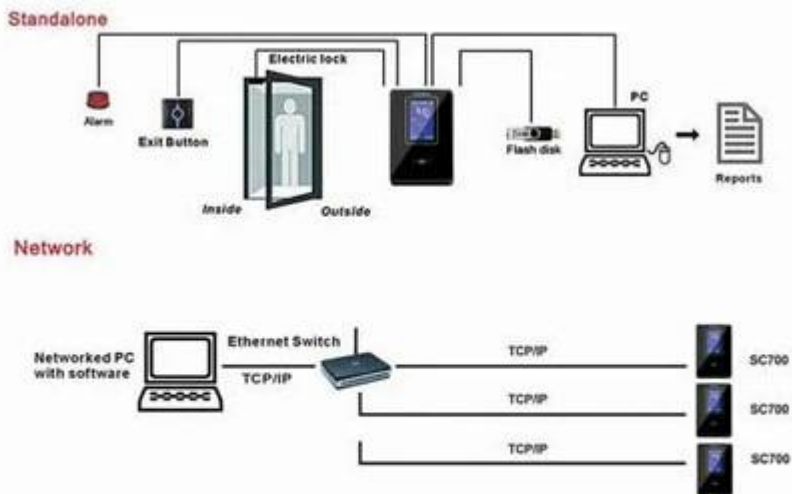 Standalone
Electric lock
PC
Alarm
Exit Button
Flash disk
Reports
Inside
Outside
Network
Ethernet Switch
TCP/IP
SC700
Networked PC
with software
TCP/IP
TCP/IP
SC700
TCP/IP
SC700